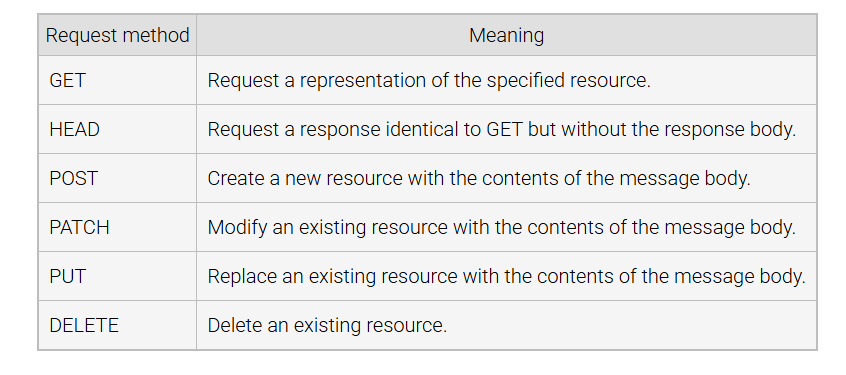 Request method Meaning
GET Request a representation of the specified resource.
HEAD Request a response identical to GET but without the response body.
POST Create a new resource with the contents of the message body.
PATCH Modify an existing resource with the contents of the message body.
PUT Replace an existing resource with the contents of the message body.
DELETE Delete an existing resource.